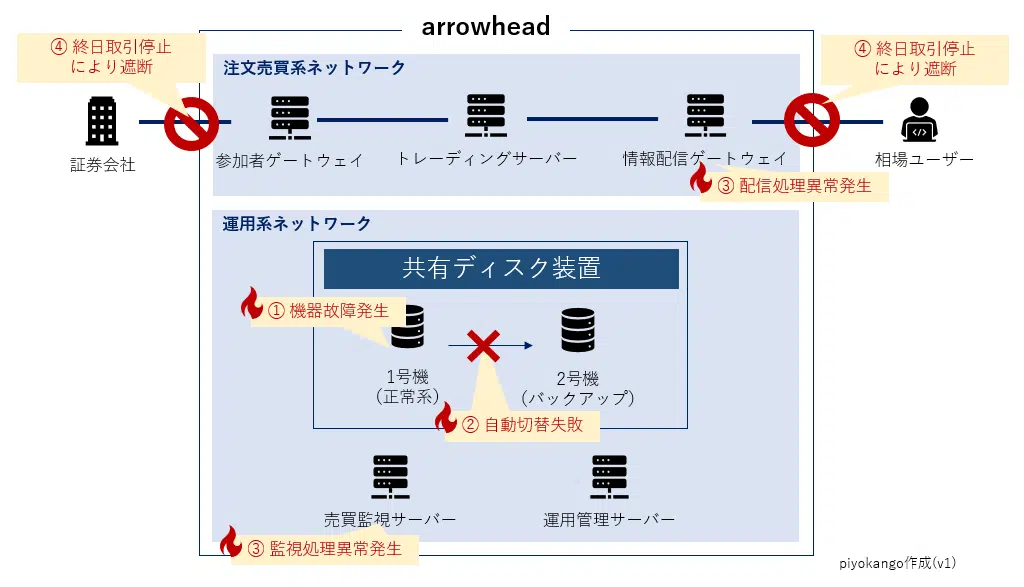 arrowhead
④ 終日取引停止
により遮断
④ 終日取引停止
により遮断
注文売買系ネットワーク
証券会社
参加者ゲートウェイ
トレーディングサーバー
情報配信ゲートウェイ
相場ユーザー
③ 配信処理異常発生
運用系ネットワーク
共有ディスク装置
① 機器故障発生
1号機
(正常系)
2号機
(バックアップ)
② 自動切替失敗
売買監視サーバー
運用管理サーバー
③ 監視処理異常発生
piyokango作成(v1)